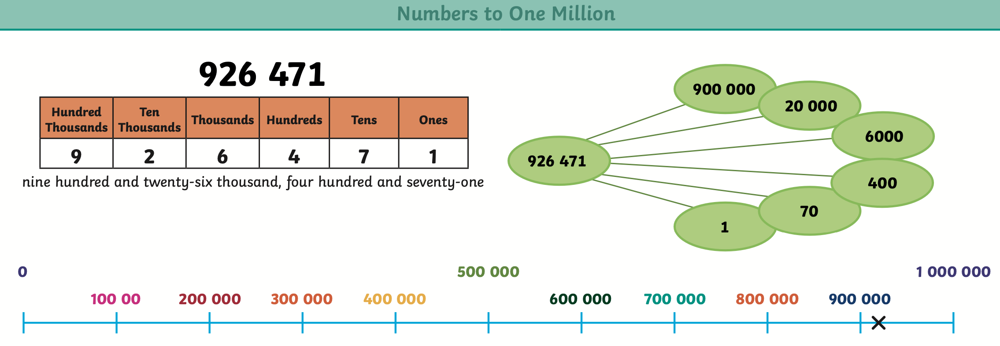 Numbers to One Million
926 471
Hundred Thousands Ten Thousands Thousands Hundreds Tens Ones
9 2 6 4 7 1
nine hundred and twenty-six thousand, four hundred and seventy-one
926 471
900 000
20 000
6000
400
70
1
0 500 000 1 000 000
100 00 200 000 300 000 400 000 600 000 700 000 800 000 900 000